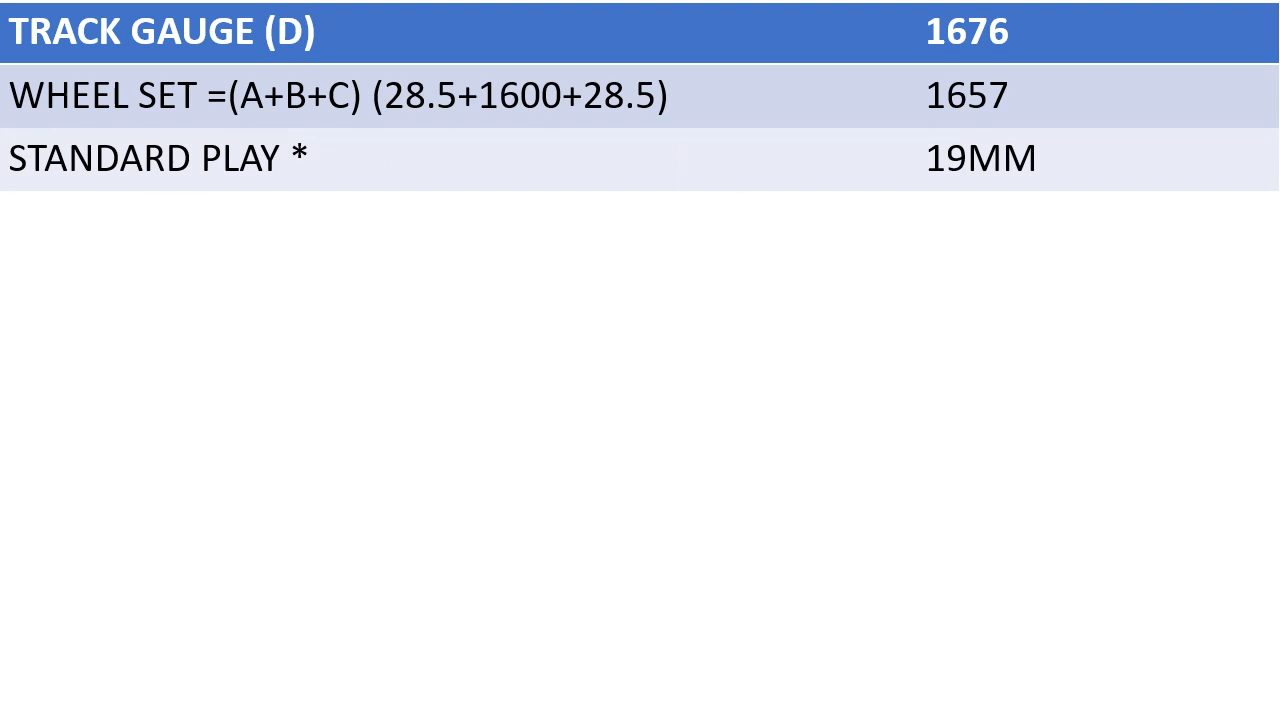 TRACK GAUGE (D) 1676
WHEEL SET =(A+B+C) (28.5+1600+28.5) 1657
STANDARD PLAY * 19MM